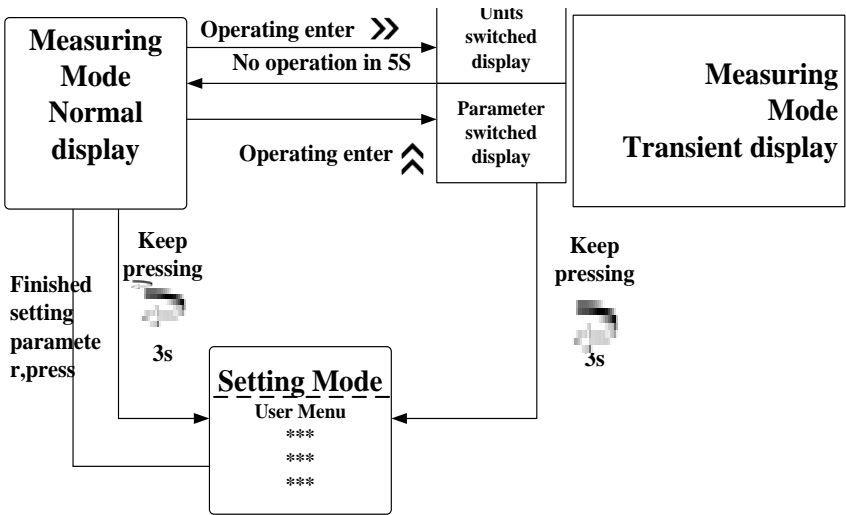 Measuring
Mode
Normal
display
Operating enter
No operation in 5S
Operating enter
Units
switched
display
Parameter
switched
display
Measuring
Mode
Transient display
Keep
pressing
3s
Finished
setting
paramete
r,press
Keep
pressing
3s
Setting Mode
User Menu
***
***
***